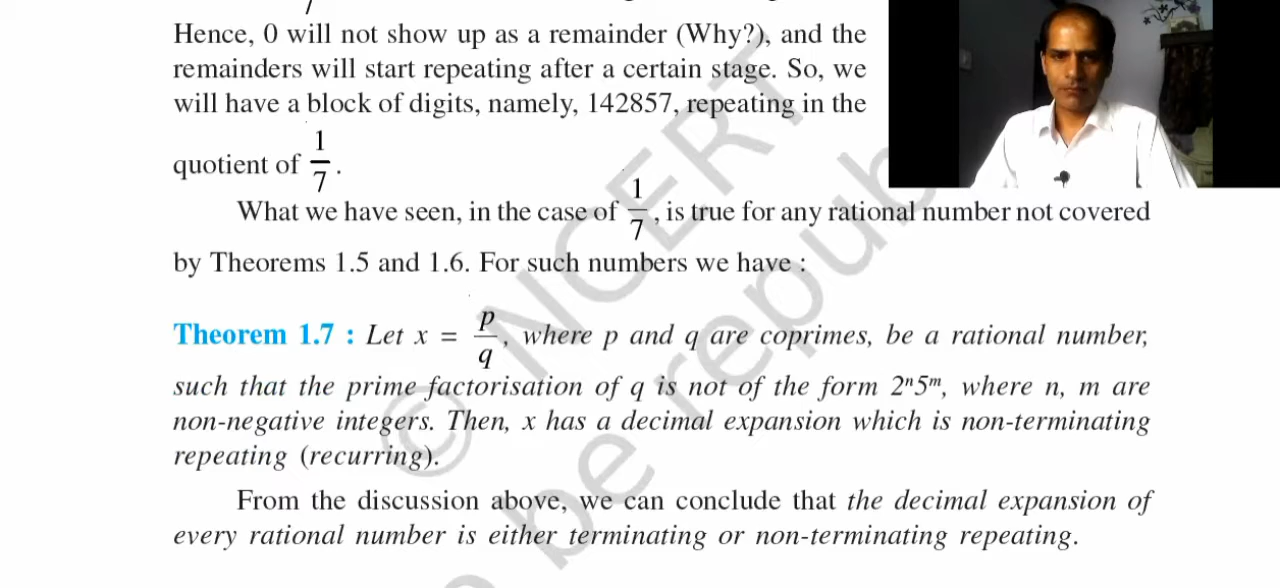 Hence, 0 will not show up as a remainder (Why?), and the
remainders will start repeating after a certain stage. So, we
will have a block of digits, namely, 142857, repeating in the
quotient of 1/7.
What we have seen, in the case of 1/7, is true for any rational number not covered
by Theorems 1.5 and 1.6. For such numbers we have :
Theorem 1.7 : Let x = p/q, where p and q are coprimes, be a rational number,
such that the prime factorisation of q is not of the form 2ⁿ5ᵐ, where n, m are
non-negative integers. Then, x has a decimal expansion which is non-terminating
repeating (recurring).
From the discussion above, we can conclude that the decimal expansion of
every rational number is either terminating or non-terminating repeating.
© NCERT
be repub